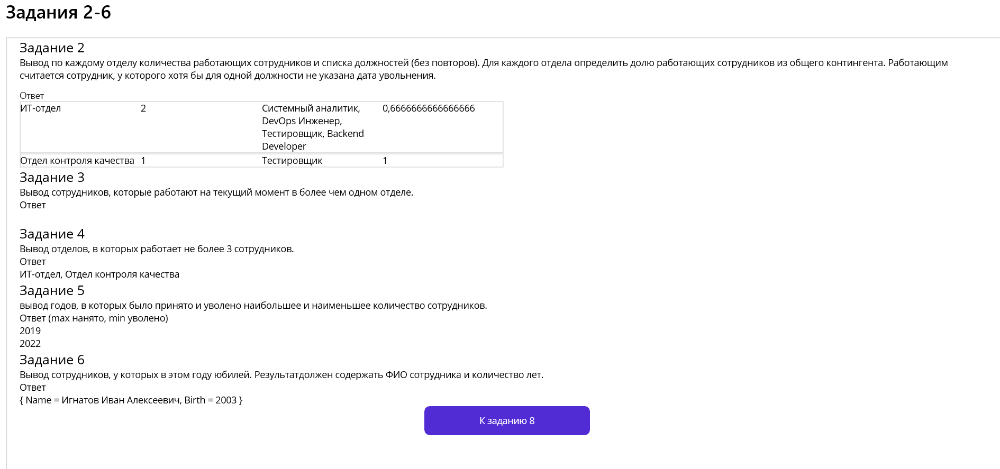 Задания 2-6
Задание 2
Вывод по каждому отделу количества работающих сотрудников и списка должностей (без повторов). Для каждого отдела определить долю работающих сотрудников из общего контингента. Работающим
считается сотрудник, у которого хотя бы для одной должности не указана дата увольнения.
Ответ
ИТ-отдел 2 Системный аналитик, 0,6666666666666666
DevOps Инженер,
Тестировщик, Backend
Developer
Отдел контроля качества 1 Тестировщик 1
Задание 3
Вывод сотрудников, которые работают на текущий момент в более чем одном отделе.
Ответ
Задание 4
Вывод отделов, в которых работает не более 3 сотрудников.
Ответ
ИТ-отдел, Отдел контроля качества
Задание 5
вывод годов, в которых было принято и уволено наибольшее и наименьшее количество сотрудников.
Ответ (max нанято, min уволено)
2019
2022
Задание 6
Вывод сотрудников, у которых в этом году юбилей. Результатдолжен содержать ФИО сотрудника и количество лет.
Ответ
{ Name = Игнатов Иван Алексеевич, Birth = 2003 }
К заданию 8